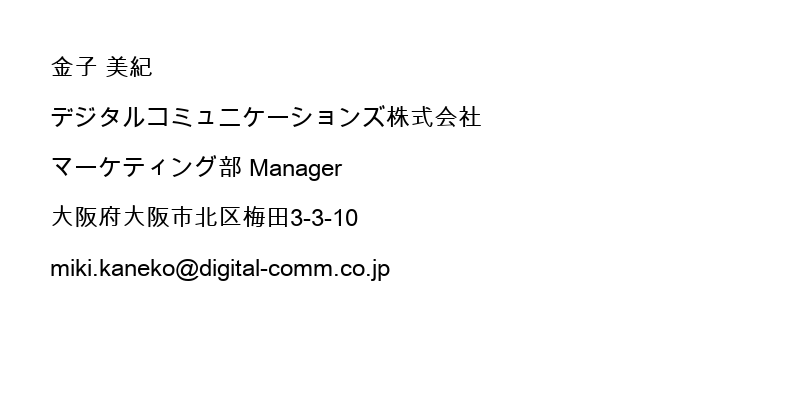 金子 美紀
デジタルコミュニケーションズ株式会社
マーケティング部 Manager
大阪府大阪市北区梅田3-3-10
miki.kaneko@digital-comm.co.jp